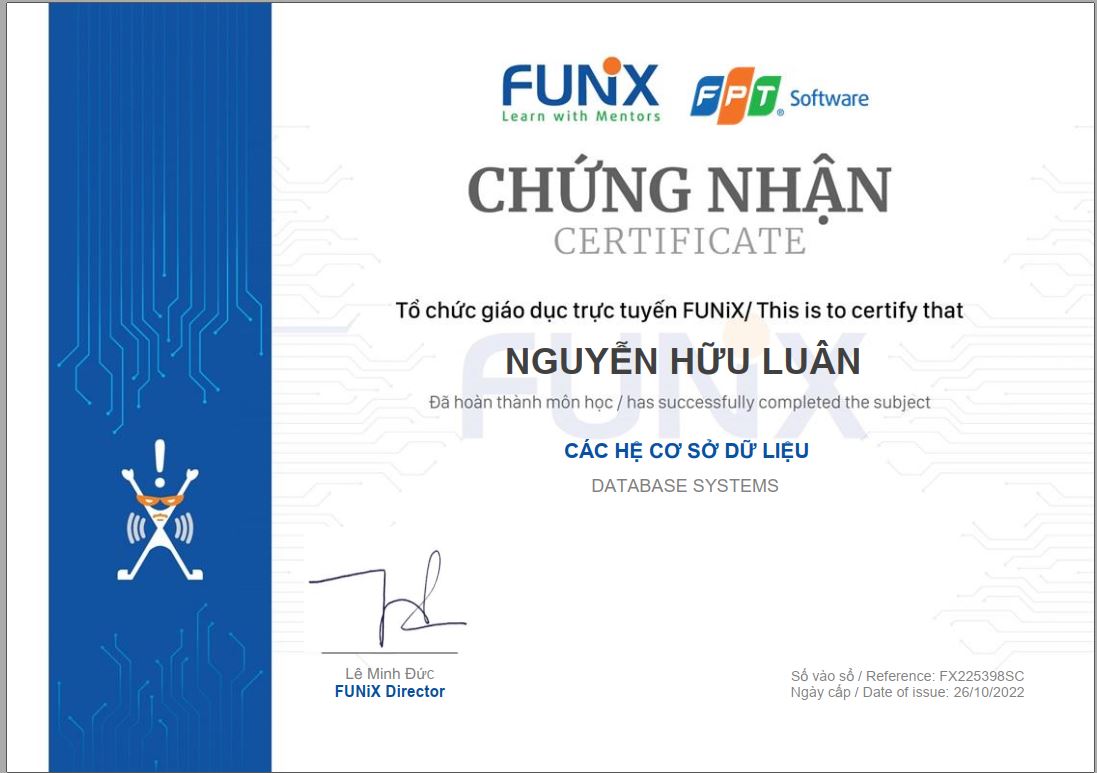 FUNiX
Learn with Mentors
FPT® Software
CHỨNG NHẬN
CERTIFICATE
Tổ chức giáo dục trực tuyến FUNiX/ This is to certify that
NGUYỄN HỮU LUÂN
Đã hoàn thành môn học / has successfully completed the subject
CÁC HỆ CƠ SỞ DỮ LIỆU
DATABASE SYSTEMS
Lê Minh Đức
FUNiX Director
Số vào sổ / Reference: FX225398SC
Ngày cấp / Date of issue: 26/10/2022